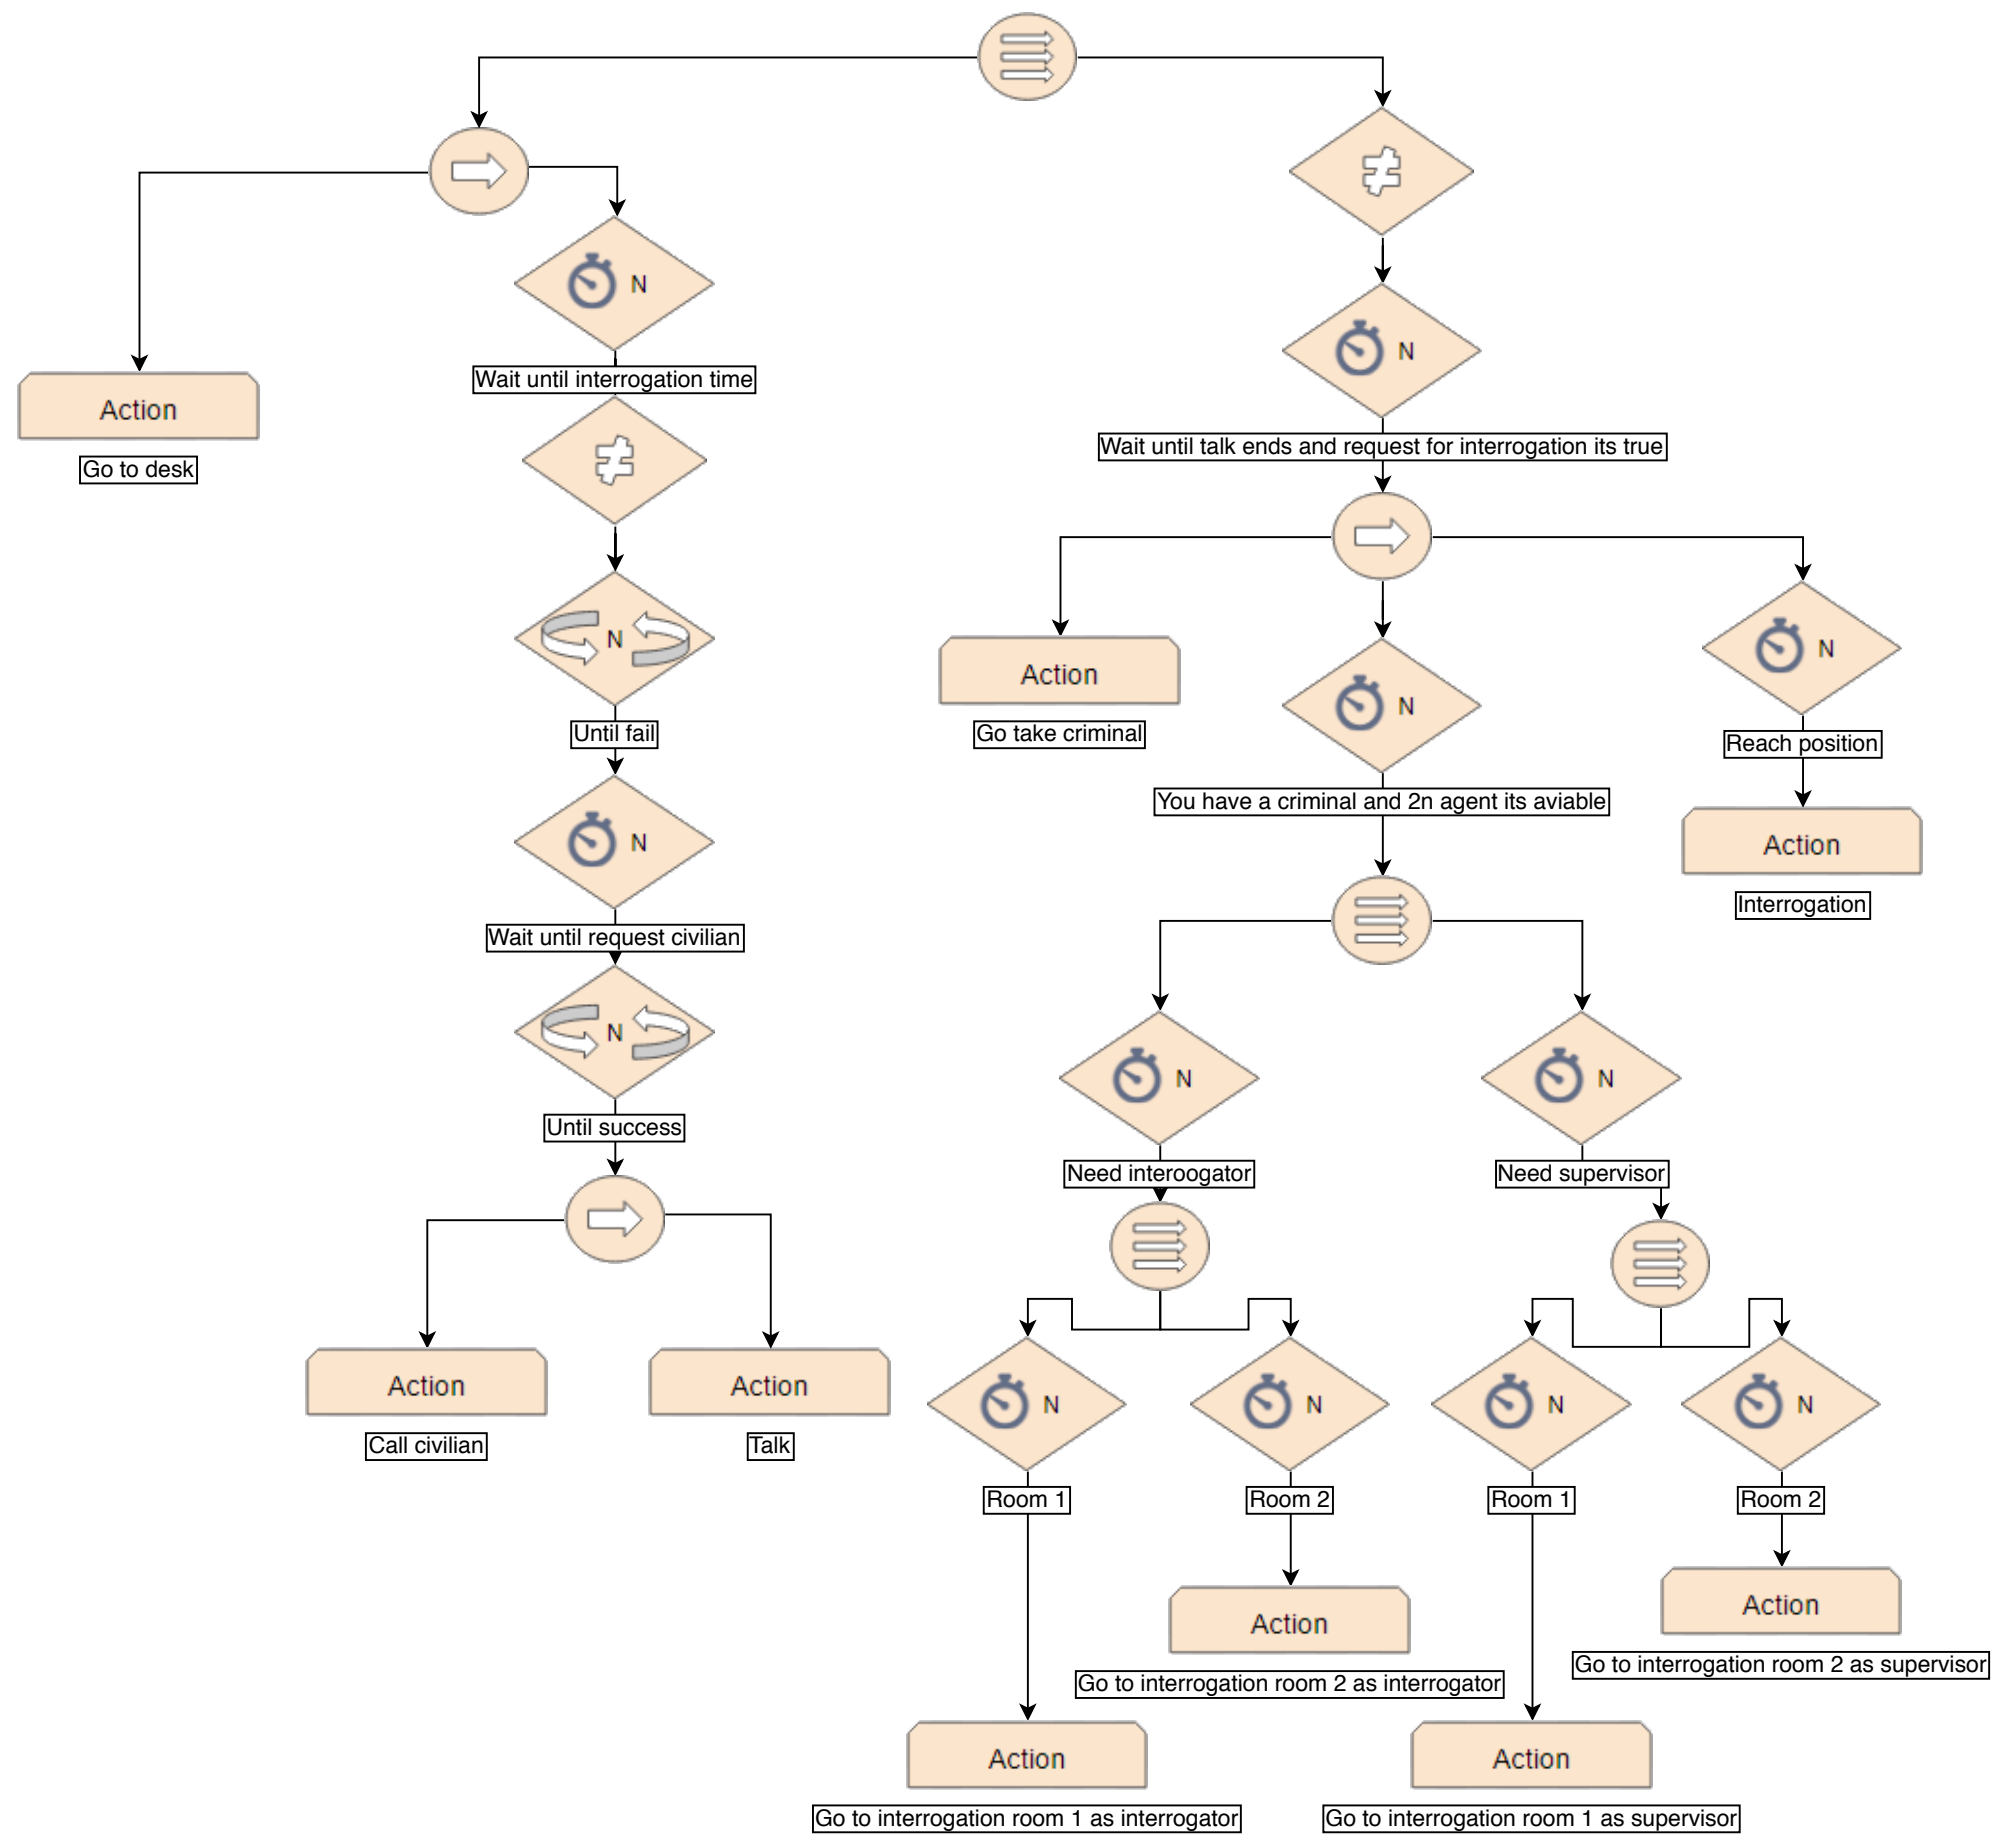 N
N
Wait until interrogation time
Action
Go to desk
Wait until talk ends and request for interrogation its true
N
Until fail
N
Wait until request civilian
N
Until success
Action
Call civilian
Action
Talk
Action
Go take criminal
N
You have a criminal and 2n agent its aviable
N
Reach position
Action
Interrogation
N
Need interoogator
N
Need supervisor
N
Room 1
N
Room 2
N
Room 1
N
Room 2
Action
Go to interrogation room 2 as interrogator
Action
Go to interrogation room 2 as supervisor
Action
Go to interrogation room 1 as interrogator
Action
Go to interrogation room 1 as supervisor